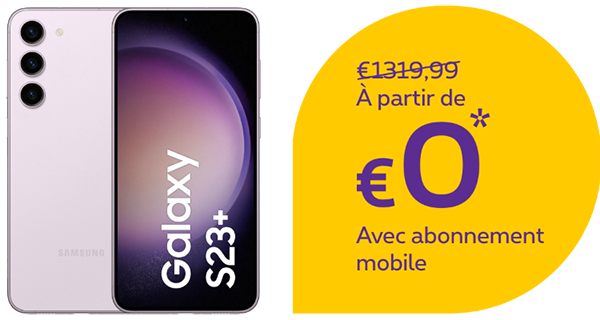 SAMSUNG
Galaxy
S23+
€1319,99
À partir de
€0*
Avec abonnement
mobile